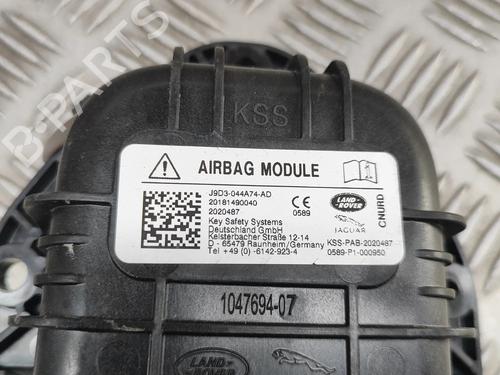 KSS
AIRBAG MODULE
J9D3-044A74-AD
20181490040
2020487
0589
Key Safety Systems
Deutschland GmbH
Kelsterbacher Straße 12-14
D - 65479 Raunheim/Germany
Tel +49 (0) -6142-923-4
LAND-
ROVER
JAGUAR
CNURD
KSS-PAB-2020487
0589-P1-000950
1047694-07
LAND-
ROVER
B-PARTS